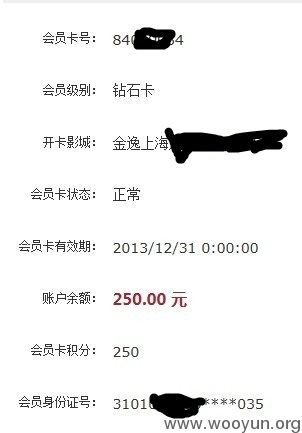 会员卡号： 84 4
会员级别： 钻石卡
开卡影城： 金逸上海
会员卡状态： 正常
会员卡有效期： 2013/12/31 0:00:00
账户余额： 250.00 元
会员卡积分： 250
会员身份证号： 3101 ****035
www.wooyun.org